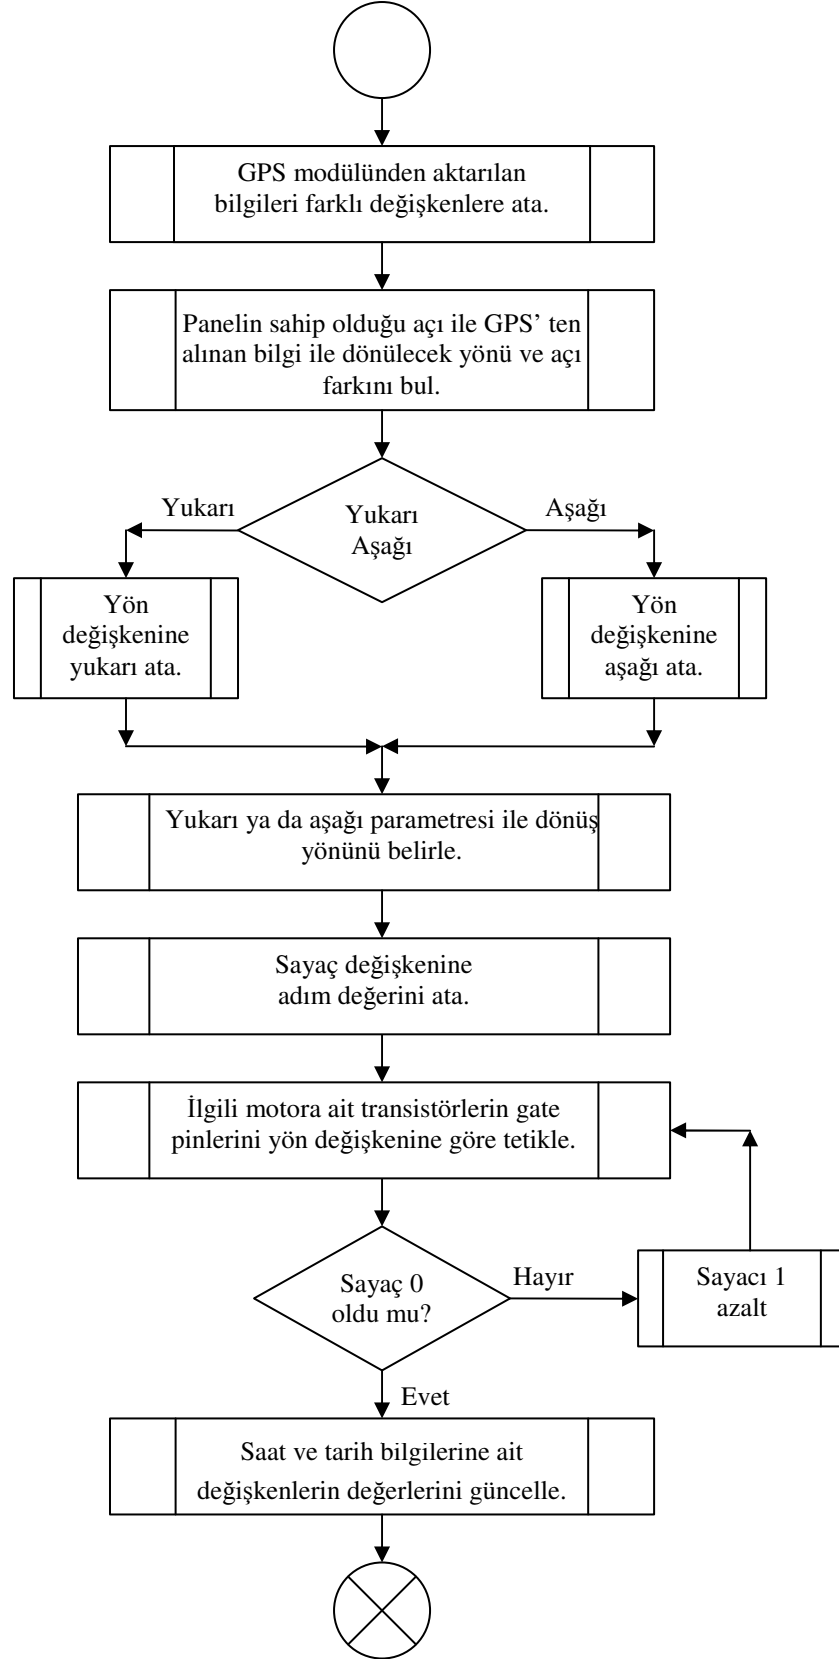 GPS modülünden aktarılan
bilgileri farklı değişkenlere ata.
Panelin sahip olduğu açı ile GPS’ ten
alınan bilgi ile dönülecek yönü ve açı
farkını bul.
Yukarı
Yukarı
Aşağı
Aşağı
Yön
değişkenine
yukarı ata.
Yön
değişkenine
aşağı ata.
Yukarı ya da aşağı parametresi ile dönüş
yönünü belirle.
Sayaç değişkenine
adım değerini ata.
İlgili motora ait transistörlerin gate
pinlerini yön değişkenine göre tetikle.
Sayaç 0
oldu mu?
Hayır
Sayacı 1
azalt
Evet
Saat ve tarih bilgilerine ait
değişkenlerin değerlerini güncelle.